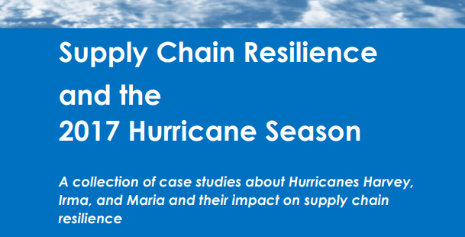 Supply Chain Resilience
and the
2017 Hurricane Season
A collection of case studies about Hurricanes Harvey,
Irma, and Maria and their impact on supply chain
resilience